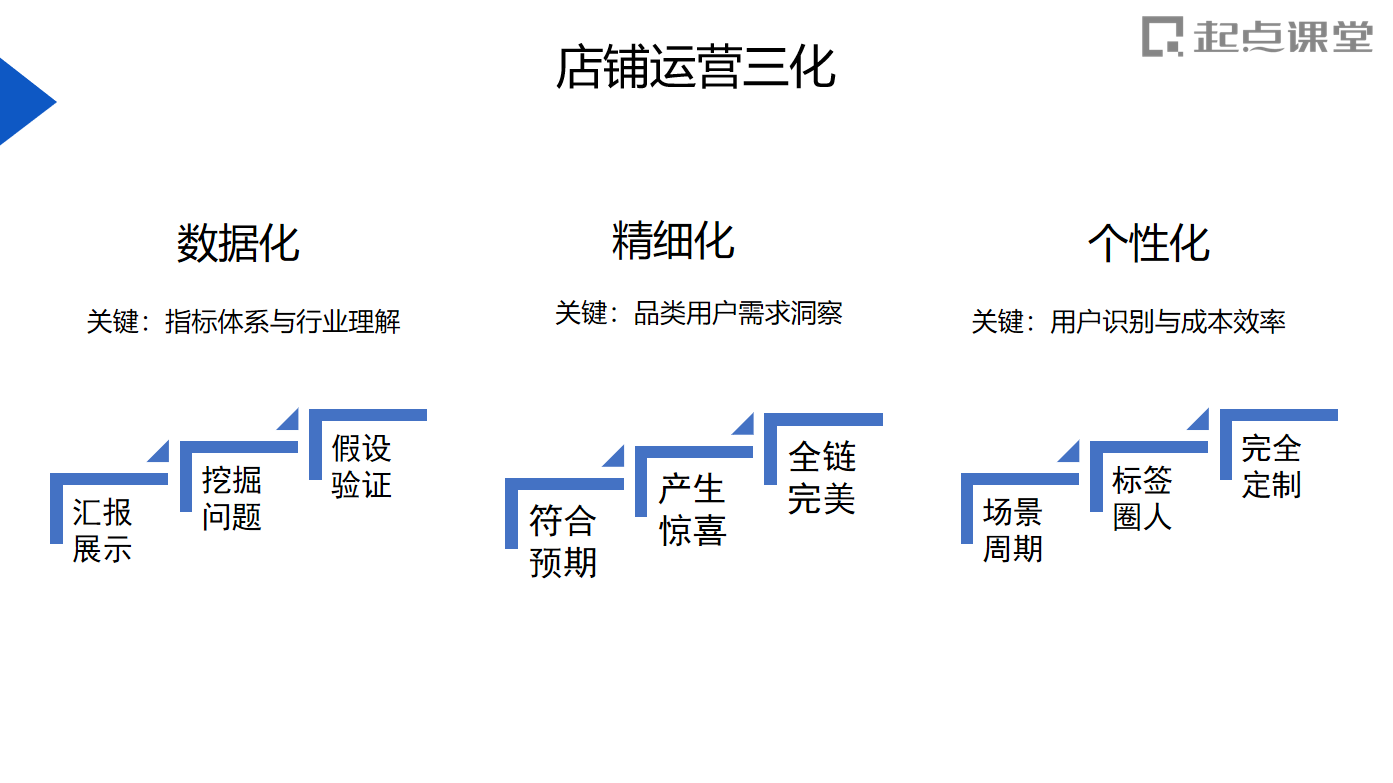 起点课堂
店铺运营三化
数据化
关键：指标体系与行业理解
汇报
展示
挖掘
问题
假设
验证
精细化
关键：品类用户需求洞察
符合
预期
产生
惊喜
全链
完美
个性化
关键：用户识别与成本效率
场景
周期
标签
圈人
完全
定制